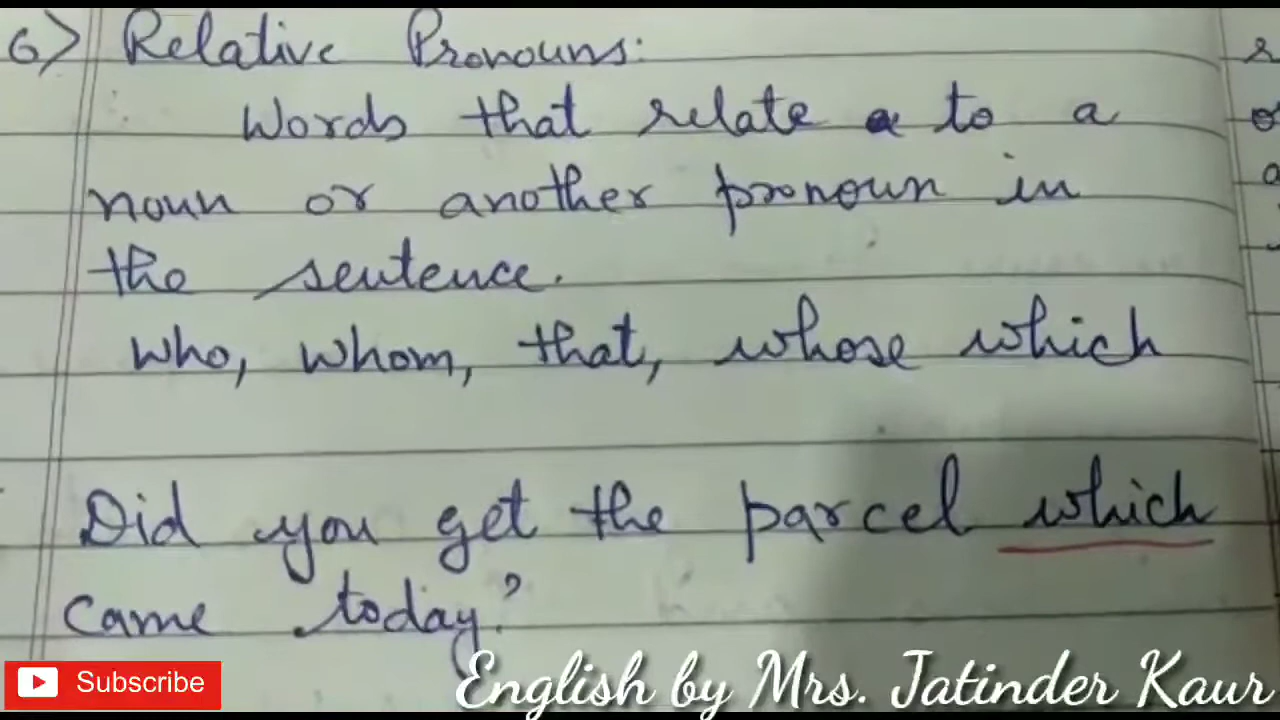 6) Relative Pronouns:
Words that relate a to a
noun or another pronoun in
the sentence.
who, whom, that, whose which
Did you get the parcel which
came today?
Subscribe
English by Mrs. Jatinder Kaur